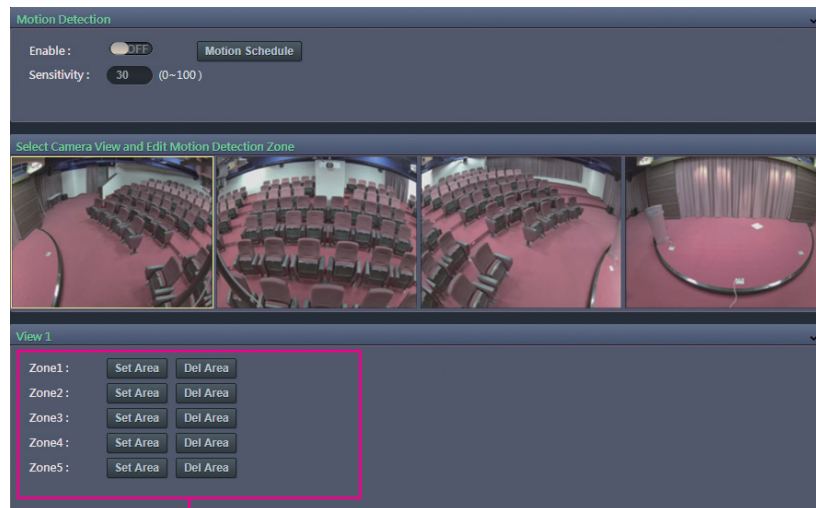 Motion Detection
Enable : OFF Motion Schedule
Sensitivity : 30 (0~100)
Select Camera View and Edit Motion Detection Zone
View 1
Zone1 : Set Area Del Area
Zone2 : Set Area Del Area
Zone3 : Set Area Del Area
Zone4 : Set Area Del Area
Zone5 : Set Area Del Area